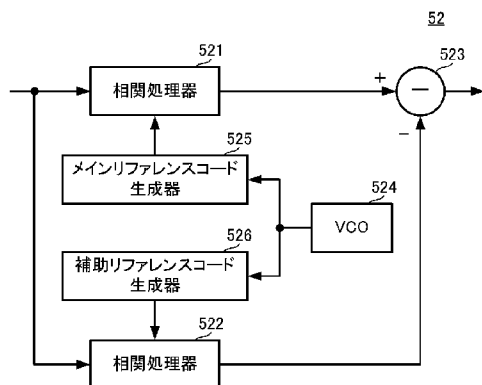 52
521
523
相関処理器
+
−
−
525
メインリファレンスコード
生成器
524
VCO
526
補助リファレンスコード
生成器
522
相関処理器